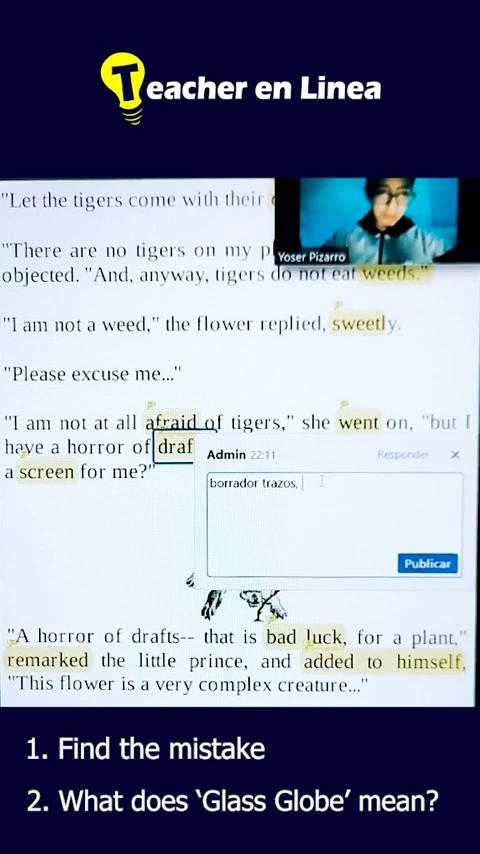 Teacher en Linea
"Let the tigers come with their
Yoser Pizarro
"There are no tigers on my p
objected. "And, anyway, tigers do not eat weeds."
"I am not a weed," the flower replied, sweetly.
"Please excuse me..."
"I am not at all afraid of tigers," she went on, "but I
have a horror of draf
a screen for me?"
Admin 22:11 Responder
borrador trazos,
Publicar
"A horror of drafts-- that is bad luck, for a plant,"
remarked the little prince, and added to himself,
"This flower is a very complex creature..."
1. Find the mistake
2. What does ‘Glass Globe’ mean?